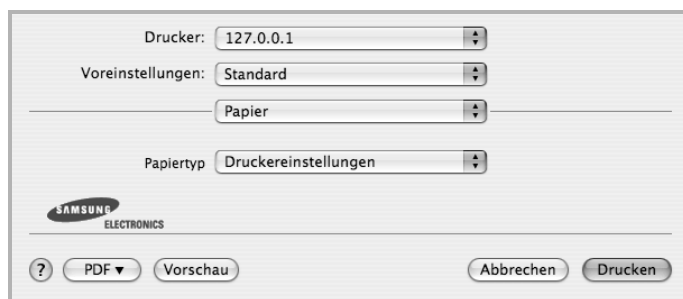 Drucker: 127.0.0.1
Voreinstellungen: Standard
Papier
Papiertyp Druckereinstellungen
SAMSUNG
ELECTRONICS
? PDF ▼ Vorschau Abbrechen Drucken